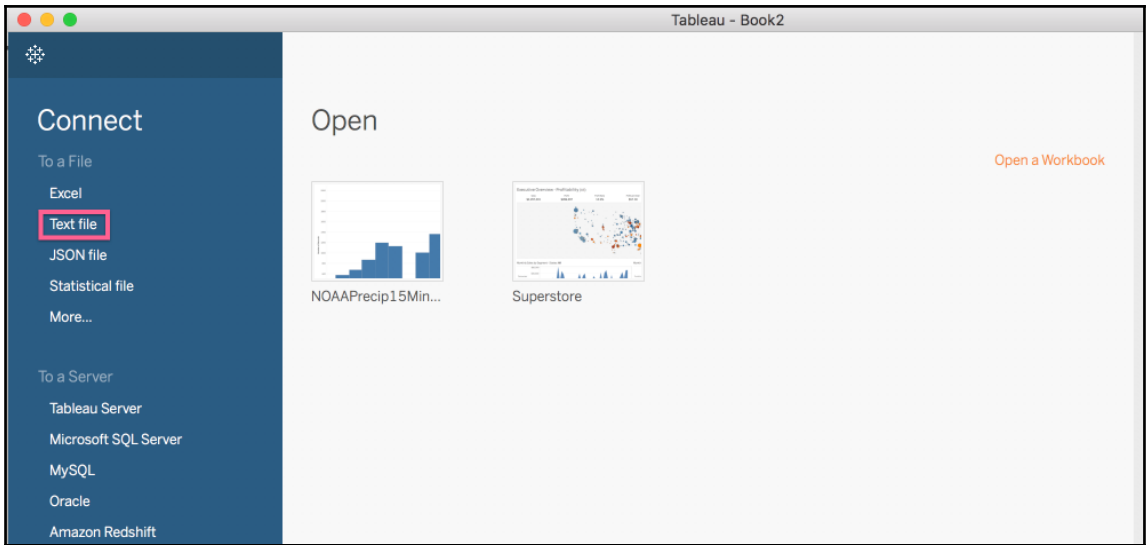 Tableau - Book2
Connect
To a File
Excel
Text file
JSON file
Statistical file
More...
To a Server
Tableau Server
Microsoft SQL Server
MySQL
Oracle
Amazon Redshift
Open
Open a Workbook
NOAAPrecip15Min...
Superstore